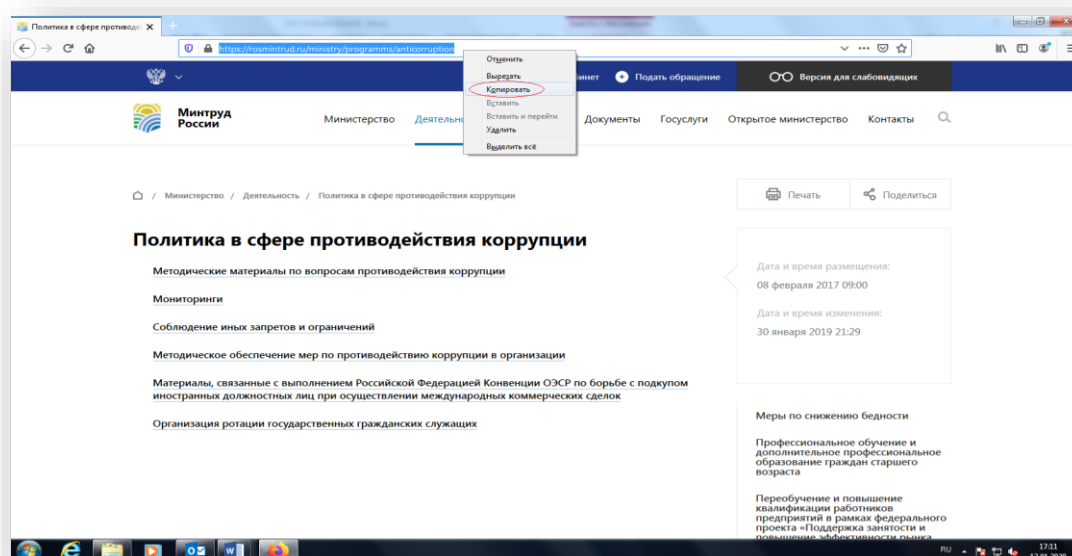 Политика в сфере противоде
https://rosmintrud.ru/ministry/programms/anticorruption
Отменить
Вырезать
Копировать
Вставить
Вставить и перейти
Удалить
Выделить всё
Подать обращение
Версия для слабовидящих
Минтруд
России
Министерство
Документы
Госуслуги
Открытое министерство
Контакты
/ Министерство / Деятельность / Политика в сфере противодействия коррупции
Печать
Поделиться
Политика в сфере противодействия коррупции
Методические материалы по вопросам противодействия коррупции
Мониторинги
Соблюдение иных запретов и ограничений
Методическое обеспечение мер по противодействию коррупции в организации
Материалы, связанные с выполнением Российской Федерацией Конвенции ОЭСР по борьбе с подкупом
иностранных должностных лиц при осуществлении международных коммерческих сделок
Организация ротации государственных гражданских служащих
Дата и время размещения:
08 февраля 2017 09:00
Дата и время изменения:
30 января 2019 21:29
Меры по снижению бедности
Профессиональное обучение и
дополнительное профессиональное
образование граждан старшего
возраста
Переобучение и повышение
квалификации работников
предприятий в рамках федерального
проекта «Поддержка занятости и
повышение эффективности рынка
RU
17:11